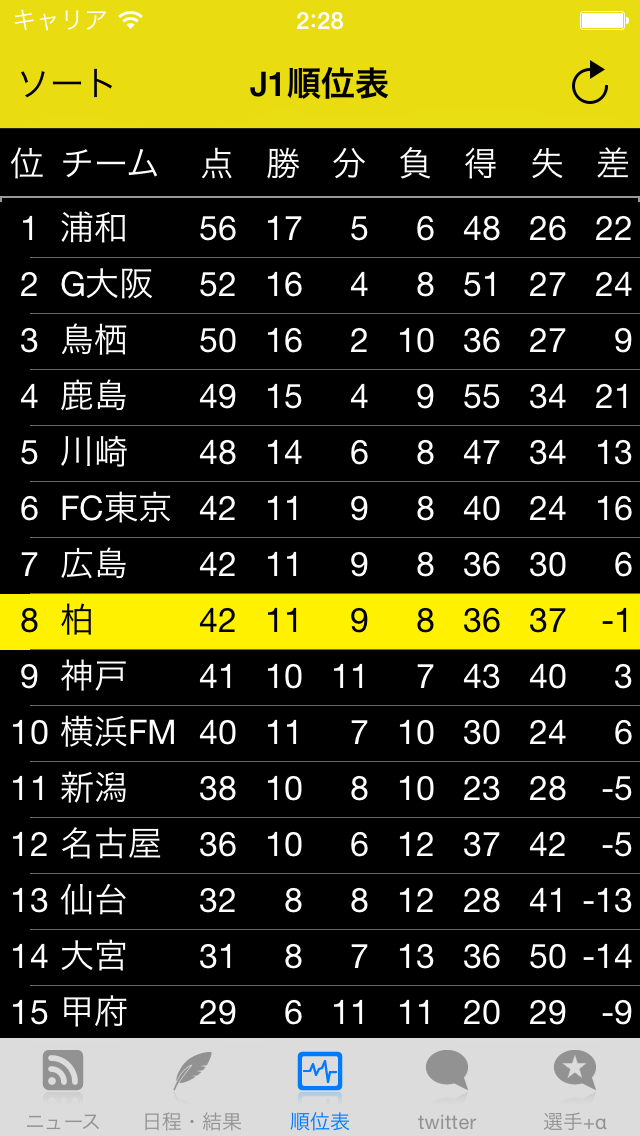 キャリア 2:28
ソート J1順位表
位 チーム 点 勝 分 負 得 失 差
1 浦和 56 17 5 6 48 26 22
2 G大阪 52 16 4 8 51 27 24
3 鳥栖 50 16 2 10 36 27 9
4 鹿島 49 15 4 9 55 34 21
5 川崎 48 14 6 8 47 34 13
6 FC東京 42 11 9 8 40 24 16
7 広島 42 11 9 8 36 30 6
8 柏 42 11 9 8 36 37 -1
9 神戸 41 10 11 7 43 40 3
10 横浜FM 40 11 7 10 30 24 6
11 新潟 38 10 8 10 23 28 -5
12 名古屋 36 10 6 12 37 42 -5
13 仙台 32 8 8 12 28 41 -13
14 大宮 31 8 7 13 36 50 -14
15 甲府 29 6 11 11 20 29 -9
ニュース 日程・結果 順位表 twitter 選手+α